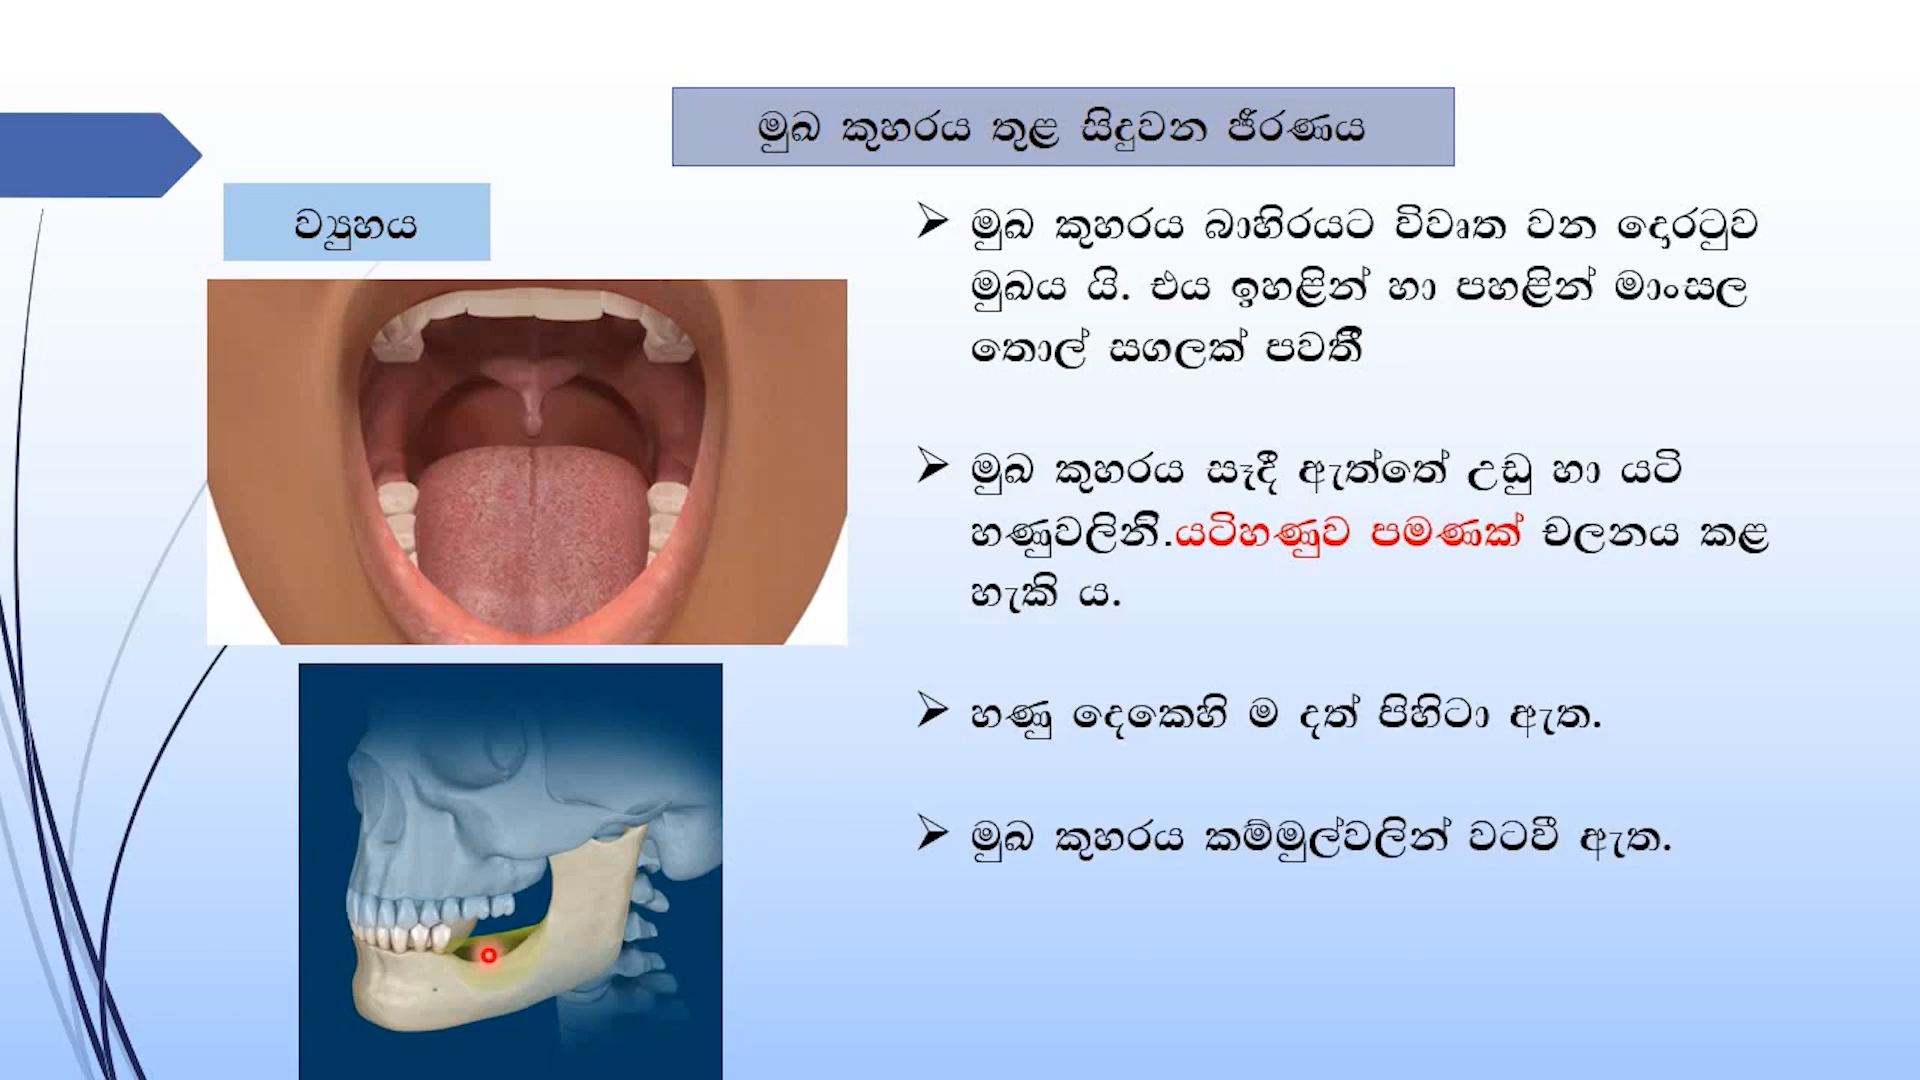 මුඛ කුහරය තුළ සිදුවන ජීරණය
ව්‍යුහය
➢ මුඛ කුහරය බාහිරයට විවෘත වන දොරටුව
මුඛය යි. එය ඉහළින් හා පහළින් මාංසල
තොල් සගලක් පවතී
➢ මුඛ කුහරය සෑදී ඇත්තේ උඩු හා යටි
හණුවලිනි.යටිහණුව පමණක් චලනය කළ
හැකි ය.
➢ හණු දෙකෙහි ම දත් පිහිටා ඇත.
➢ මුඛ කුහරය කම්මුල්වලින් වටවී ඇත.